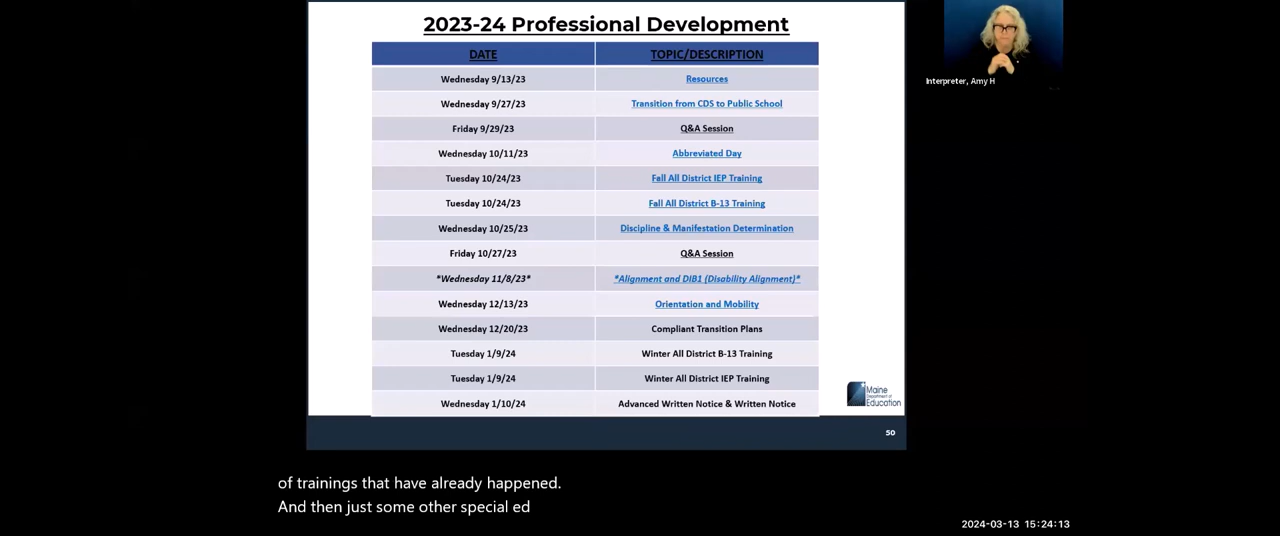 2023-24 Professional Development
DATE TOPIC/DESCRIPTION
Wednesday 9/13/23 Resources
Wednesday 9/27/23 Transition from CDS to Public School
Friday 9/29/23 Q&A Session
Wednesday 10/11/23 Abbreviated Day
Tuesday 10/24/23 Fall All District IEP Training
Tuesday 10/24/23 Fall All District B-13 Training
Wednesday 10/25/23 Discipline & Manifestation Determination
Friday 10/27/23 Q&A Session
*Wednesday 11/8/23* *Alignment and DIB1 (Disability Alignment)*
Wednesday 12/13/23 Orientation and Mobility
Wednesday 12/20/23 Compliant Transition Plans
Tuesday 1/9/24 Winter All District B-13 Training
Tuesday 1/9/24 Winter All District IEP Training
Wednesday 1/10/24 Advanced Written Notice & Written Notice
Maine
Department of
Education
50
Interpreter, Amy H
of trainings that have already happened.
And then just some other special ed
2024-03-13 15:24:13